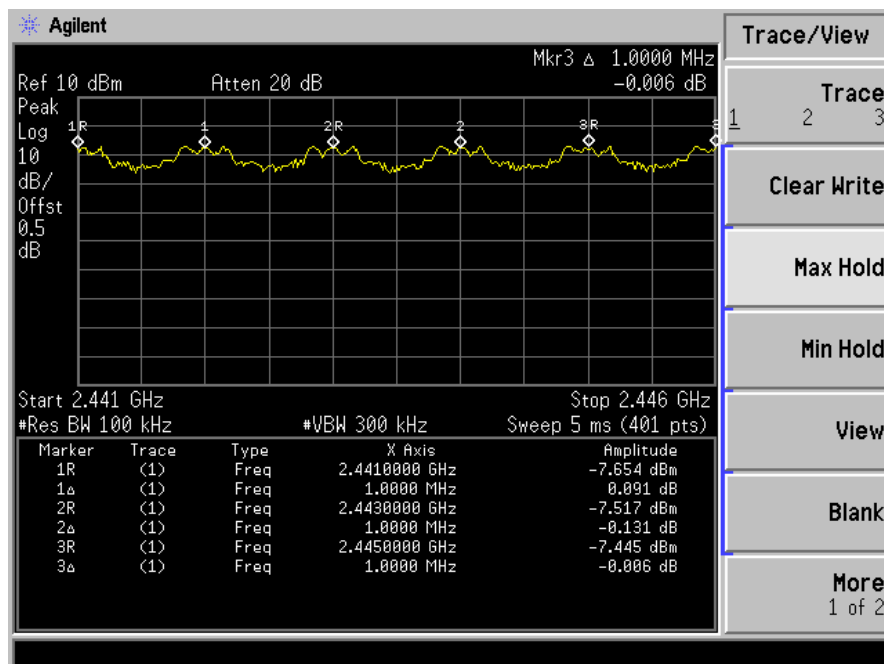 Agilent
Trace/View
Mkr3 Δ 1.0000 MHz
Ref 10 dBm Atten 20 dB -0.006 dB
Peak
Log
10
dB/
Offst
0.5
dB
1R 1 2R 2 3R 3
Start 2.441 GHz Stop 2.446 GHz
#Res BW 100 kHz #VBW 300 kHz Sweep 5 ms (401 pts)
Marker Trace Type X Axis Amplitude
1R (1) Freq 2.4410000 GHz -7.654 dBm
1Δ (1) Freq 1.0000 MHz 0.091 dB
2R (1) Freq 2.4430000 GHz -7.517 dBm
2Δ (1) Freq 1.0000 MHz -0.131 dB
3R (1) Freq 2.4450000 GHz -7.445 dBm
3Δ (1) Freq 1.0000 MHz -0.006 dB
Trace
1 2 3
Clear Write
Max Hold
Min Hold
View
Blank
More
1 of 2